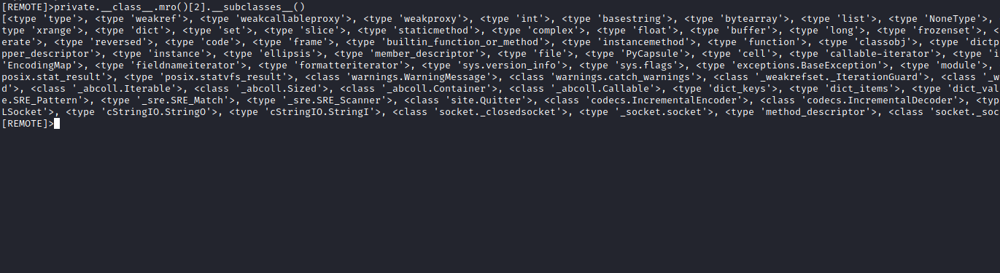 [REMOTE]>private.__class__.mro()[2].__subclasses__()
[<type 'type'>, <type 'weakref'>, <type 'weakcallableproxy'>, <type 'weakproxy'>, <type 'int'>, <type 'basestring'>, <type 'bytearray'>, <type 'list'>, <type 'NoneType'>,
type 'xrange'>, <type 'dict'>, <type 'set'>, <type 'slice'>, <type 'staticmethod'>, <type 'complex'>, <type 'float'>, <type 'buffer'>, <type 'long'>, <type 'frozenset'>, <
erate'>, <type 'reversed'>, <type 'code'>, <type 'frame'>, <type 'builtin_function_or_method'>, <type 'instancemethod'>, <type 'function'>, <type 'classobj'>, <type 'dictp
pper_descriptor'>, <type 'instance'>, <type 'ellipsis'>, <type 'member_descriptor'>, <type 'file'>, <type 'PyCapsule'>, <type 'cell'>, <type 'callable-iterator'>, <type 'i
'EncodingMap'>, <type 'fieldnameiterator'>, <type 'formatteriterator'>, <type 'sys.version_info'>, <type 'sys.flags'>, <type 'exceptions.BaseException'>, <type 'module'>,
posix.stat_result'>, <type 'posix.statvfs_result'>, <class 'warnings.WarningMessage'>, <class 'warnings.catch_warnings'>, <class '_weakrefset._IterationGuard'>, <class '_w
d'>, <class '_abcoll.Iterable'>, <class '_abcoll.Sized'>, <class '_abcoll.Container'>, <class '_abcoll.Callable'>, <type 'dict_keys'>, <type 'dict_items'>, <type 'dict_val
e.SRE_Pattern'>, <type '_sre.SRE_Match'>, <type '_sre.SRE_Scanner'>, <class 'site.Quitter'>, <class 'codecs.IncrementalEncoder'>, <class 'codecs.IncrementalDecoder'>, <typ
LSocket'>, <type 'cStringIO.StringO'>, <type 'cStringIO.StringI'>, <class 'socket._closedsocket'>, <type '_socket.socket'>, <type 'method_descriptor'>, <class 'socket._soc
[REMOTE]>